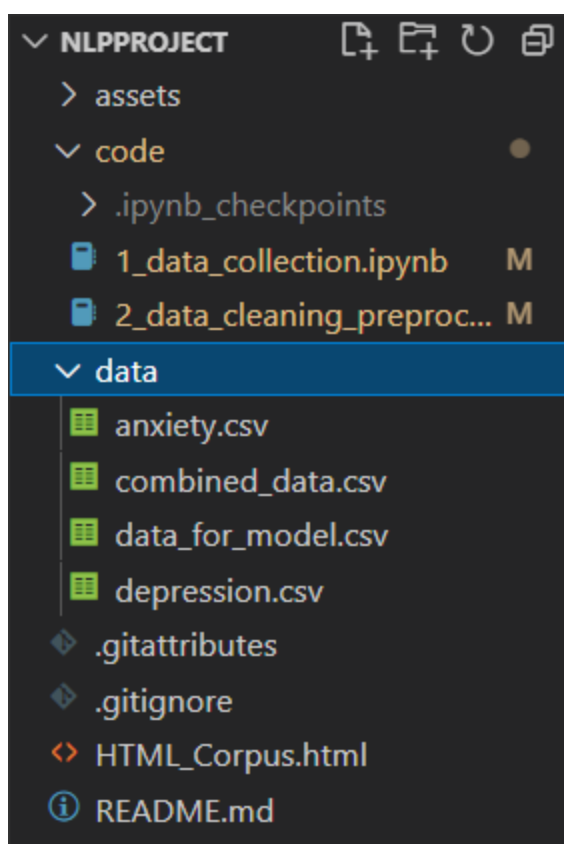 NLPPROJECT
assets
code
.ipynb_checkpoints
1_data_collection.ipynb M
2_data_cleaning_preproc... M
data
anxiety.csv
combined_data.csv
data_for_model.csv
depression.csv
.gitattributes
.gitignore
HTML_Corpus.html
README.md